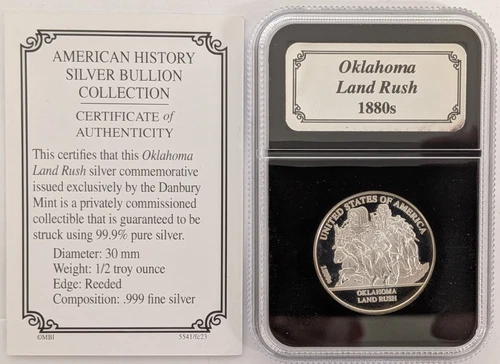 AMERICAN HISTORY
SILVER BULLION
COLLECTION
CERTIFICATE of
AUTHENTICITY
This certifies that this Oklahoma
Land Rush silver commemorative
issued exclusively by the Danbury
Mint is a privately commissioned
collectible that is guaranteed to be
struck using 99.9% pure silver.
Diameter: 30 mm
Weight: 1/2 troy ounce
Edge: Reeded
Composition: .999 fine silver
©MBI
5541/fc23
Oklahoma
Land Rush
1880s
UNITED STATES OF AMERICA
OKLAHOMA
LAND RUSH